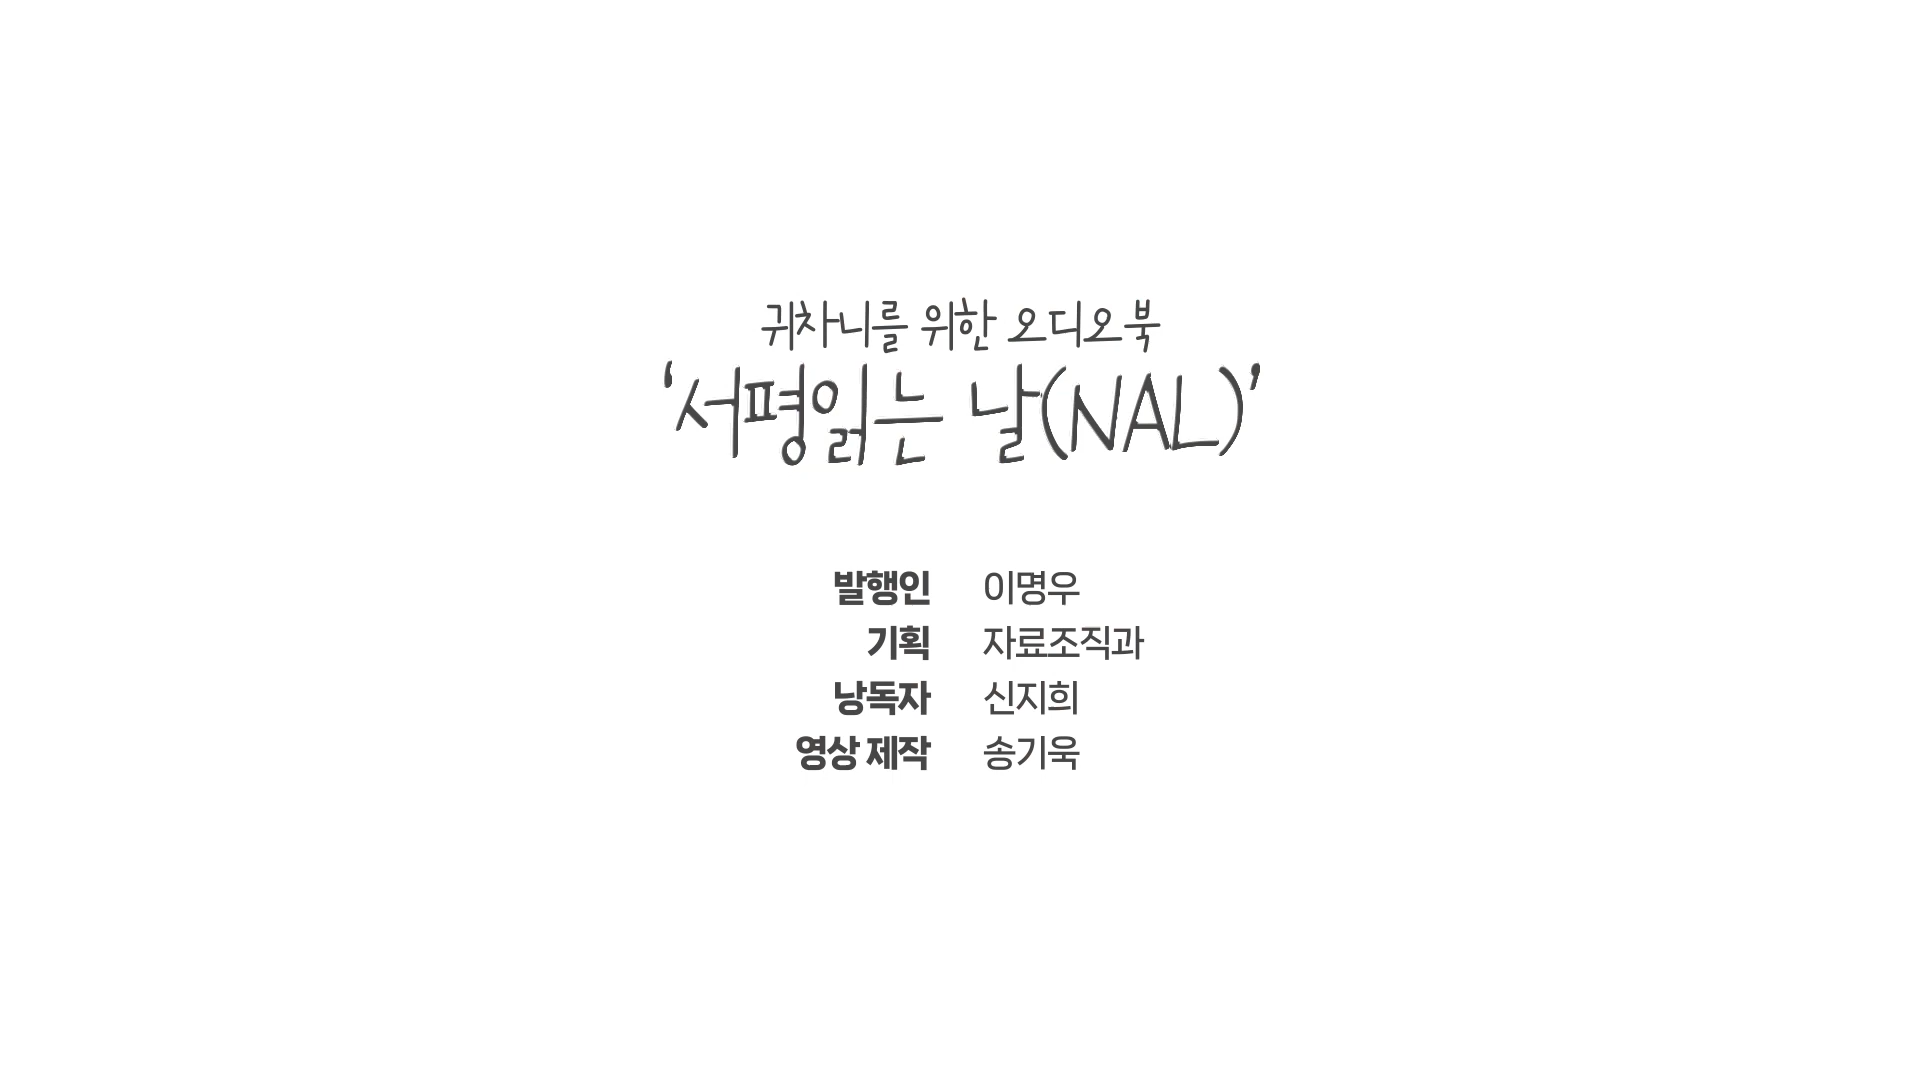 귀차니를 위한 오디오북
‘서평읽는 날(NAL)’
발행인 이명우
기획 자료조직과
낭독자 신지희
영상 제작 송기욱